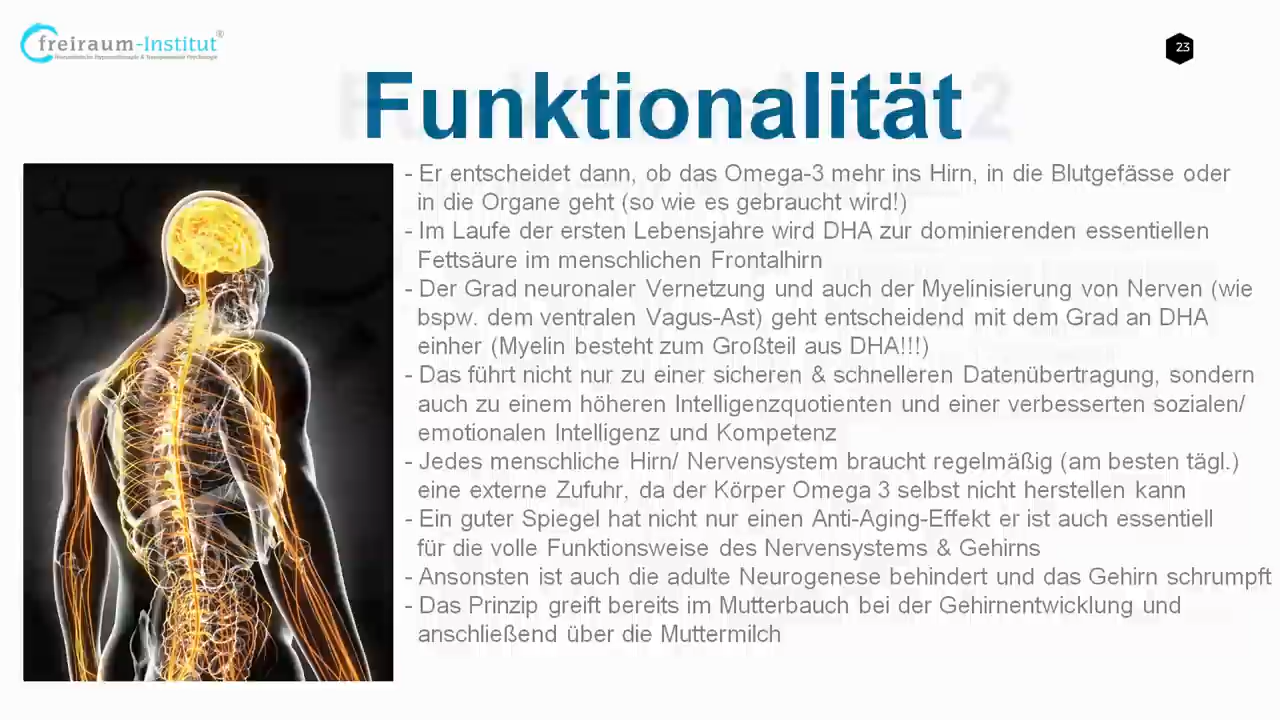 freiraum-Institut®
23
Funktionalität
- Er entscheidet dann, ob das Omega-3 mehr ins Hirn, in die Blutgefässe oder
in die Organe geht (so wie es gebraucht wird!)
- Im Laufe der ersten Lebensjahre wird DHA zur dominierenden essentiellen
Fettsäure im menschlichen Frontalhirn
- Der Grad neuronaler Vernetzung und auch der Myelinisierung von Nerven (wie
bspw. dem ventralen Vagus-Ast) geht entscheidend mit dem Grad an DHA
einher (Myelin besteht zum Großteil aus DHA!!!)
- Das führt nicht nur zu einer sicheren & schnelleren Datenübertragung, sondern
auch zu einem höheren Intelligenzquotienten und einer verbesserten sozialen/
emotionalen Intelligenz und Kompetenz
- Jedes menschliche Hirn/ Nervensystem braucht regelmäßig (am besten tägl.)
eine externe Zufuhr, da der Körper Omega 3 selbst nicht herstellen kann
- Ein guter Spiegel hat nicht nur einen Anti-Aging-Effekt er ist auch essentiell
für die volle Funktionsweise des Nervensystems & Gehirns
- Ansonsten ist auch die adulte Neurogenese behindert und das Gehirn schrumpft
- Das Prinzip greift bereits im Mutterbauch bei der Gehirnentwicklung und
anschließend über die Muttermilch